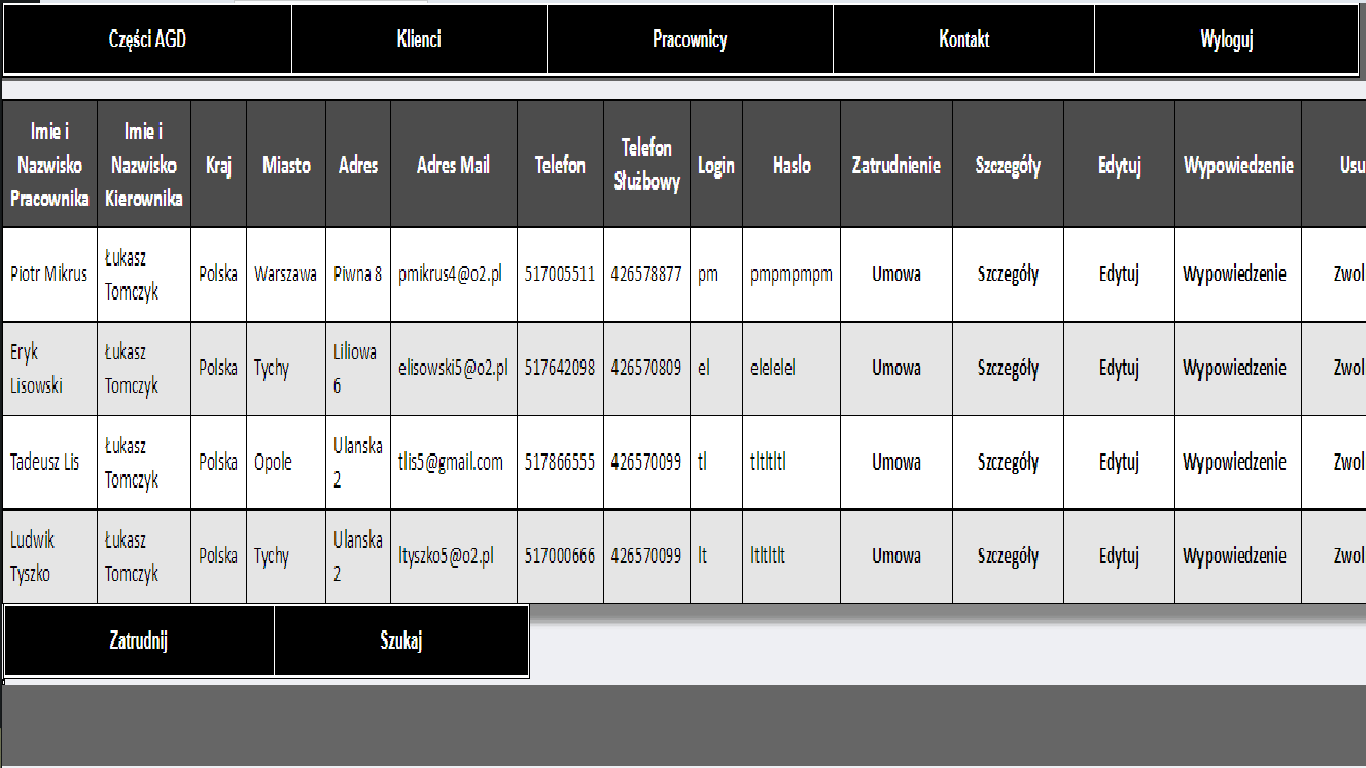 Części AGD Klienci Pracownicy Kontakt Wyloguj
Imie i Nazwisko Pracownika Imie i Nazwisko Kierownika Kraj Miasto Adres Adres Mail Telefon Telefon Służbowy Login Haslo Zatrudnienie Szczegóły Edytuj Wypowiedzenie Usu
Piotr Mikrus Łukasz Tomczyk Polska Warszawa Piwna 8 pmikrus4@o2.pl 517005511 426578877 pm pmpmpmpm Umowa Szczegóły Edytuj Wypowiedzenie Zwol
Eryk Lisowski Łukasz Tomczyk Polska Tychy Liliowa 6 elisowski5@o2.pl 517642098 426570809 el elelelel Umowa Szczegóły Edytuj Wypowiedzenie Zwol
Tadeusz Lis Łukasz Tomczyk Polska Opole Ulanska 2 tlis5@gmail.com 517866555 426570099 tl tltltltl Umowa Szczegóły Edytuj Wypowiedzenie Zwol
Ludwik Tyszko Łukasz Tomczyk Polska Tychy Ulanska 2 ltyszko5@o2.pl 517000666 426570099 lt ltltltlt Umowa Szczegóły Edytuj Wypowiedzenie Zwol
Zatrudnij Szukaj